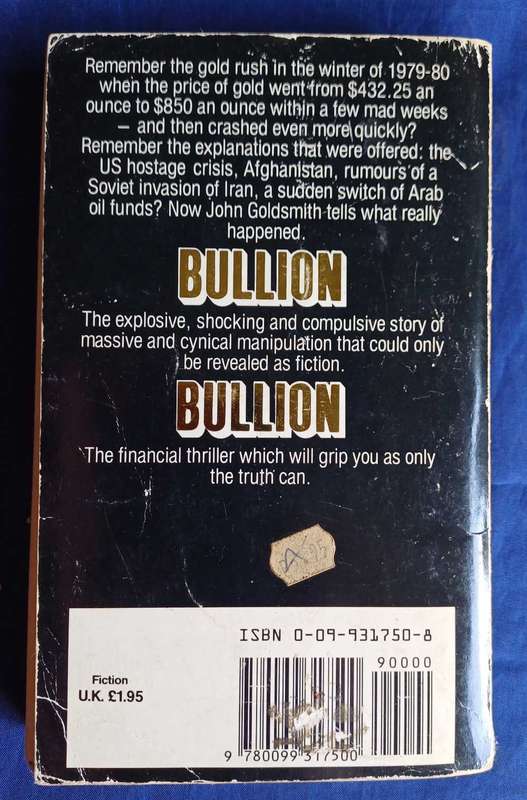 Remember the gold rush in the winter of 1979-80
when the price of gold went from $432.25 an
ounce to $850 an ounce within a few mad weeks
— and then crashed even more quickly?
Remember the explanations that were offered: the
US hostage crisis, Afghanistan, rumours of a
Soviet invasion of Iran, a sudden switch of Arab
oil funds? Now John Goldsmith tells what really
happened.
BULLION
The explosive, shocking and compulsive story of
massive and cynical manipulation that could only
be revealed as fiction.
BULLION
The financial thriller which will grip you as only
the truth can.
ISBN 0-09-931750-8
90000
Fiction
U.K. £1.95
9 780099 317500